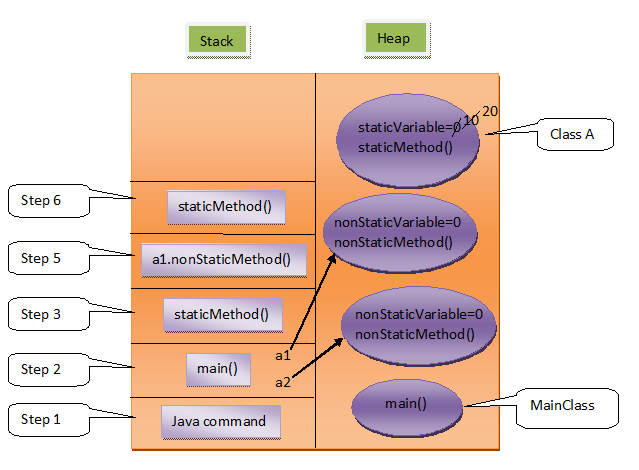 Stack
Heap
20
10
staticVariable=0
staticMethod()
Class A
Step 6
staticMethod()
nonStaticVariable=0
nonStaticMethod()
Step 5
a1.nonStaticMethod()
Step 3
staticMethod()
nonStaticVariable=0
nonStaticMethod()
a1
Step 2
main()
a2
main()
MainClass
Step 1
Java command